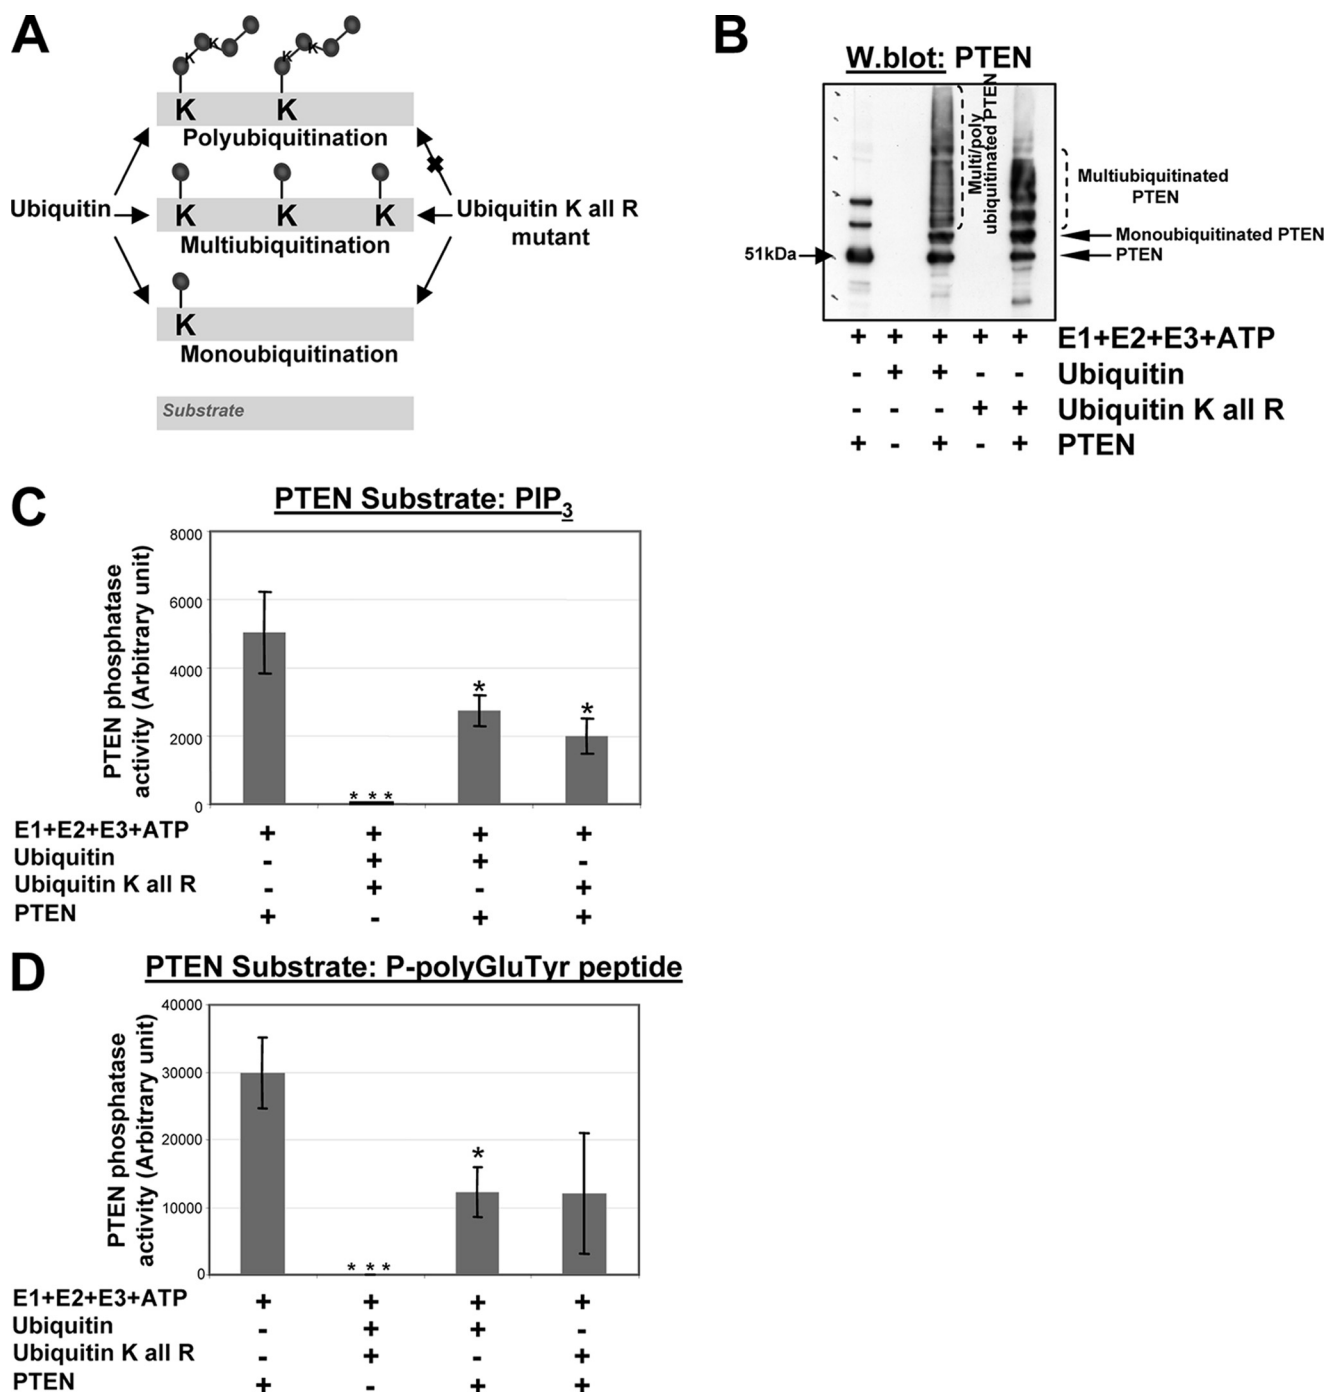 A
K K
K K
K K
Polyubiquitination
K K K
Ubiquitin
Multiubiquitination
Ubiquitin K all R
mutant
K
Monoubiquitination
Substrate
B
W.blot: PTEN
Multi/poly
ubiquitinated PTEN
Multiubiquitinated
PTEN
Monoubiquitinated PTEN
51kDa
PTEN
+ + + + + E1+E2+E3+ATP
- + + - - Ubiquitin
- - - + + Ubiquitin K all R
+ - + - + PTEN
C
PTEN Substrate: PIP3
PTEN phosphatase
activity (Arbitrary unit)
8000
6000
4000
2000
0
* * *
*
*
E1+E2+E3+ATP + + + +
Ubiquitin - + + -
Ubiquitin K all R - + - +
PTEN + - + +
D
PTEN Substrate: P-polyGluTyr peptide
PTEN phosphatase
activity (Arbitrary unit)
40000
30000
20000
10000
0
* * *
*
E1+E2+E3+ATP + + + +
Ubiquitin - + + -
Ubiquitin K all R - + - +
PTEN + - + +